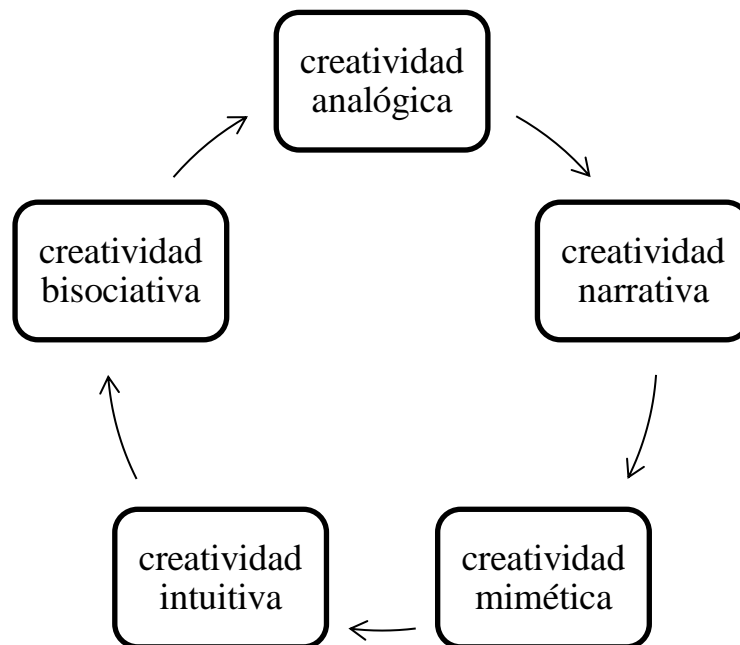 creatividad
analógica
creatividad
narrativa
creatividad
mimética
creatividad
intuitiva
creatividad
bisociativa